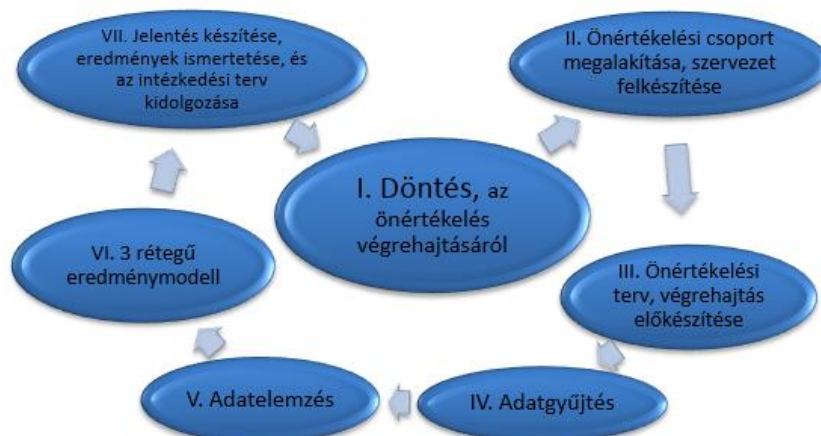 I. Döntés, az
önértékelés
végrehajtásáról
II. Önértékelési csoport
megalakítása, szervezet
felkészítése
III. Önértékelési
terv, végrehajtás
előkészítése
IV. Adatgyűjtés
V. Adatelemzés
VI. 3 rétegű
eredménymodell
VII. Jelentés készítése,
eredmények ismertetése, és
az intézkedési terv
kidolgozása